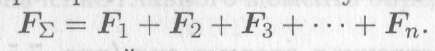 F_Σ = F_1 + F_2 + F_3 + ⋯ + F_n.